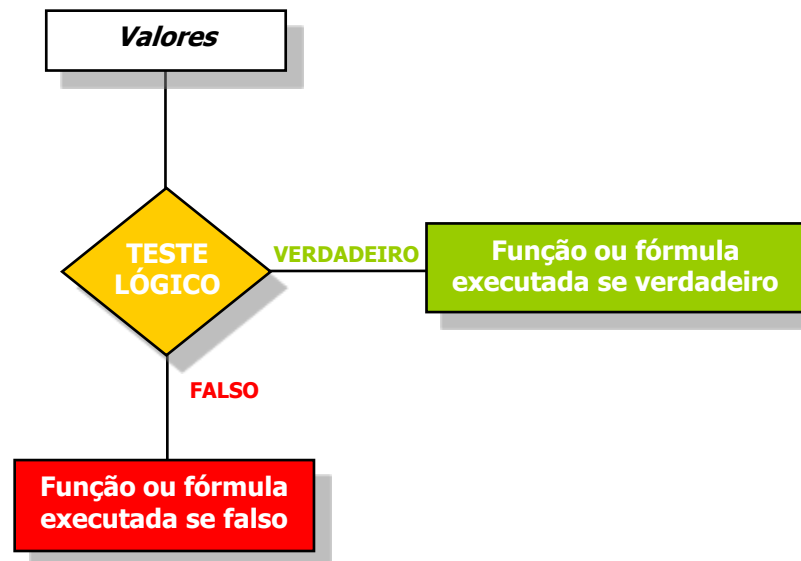 Valores
TESTE
LÓGICO
VERDADEIRO
Função ou fórmula
executada se verdadeiro
FALSO
Função ou fórmula
executada se falso